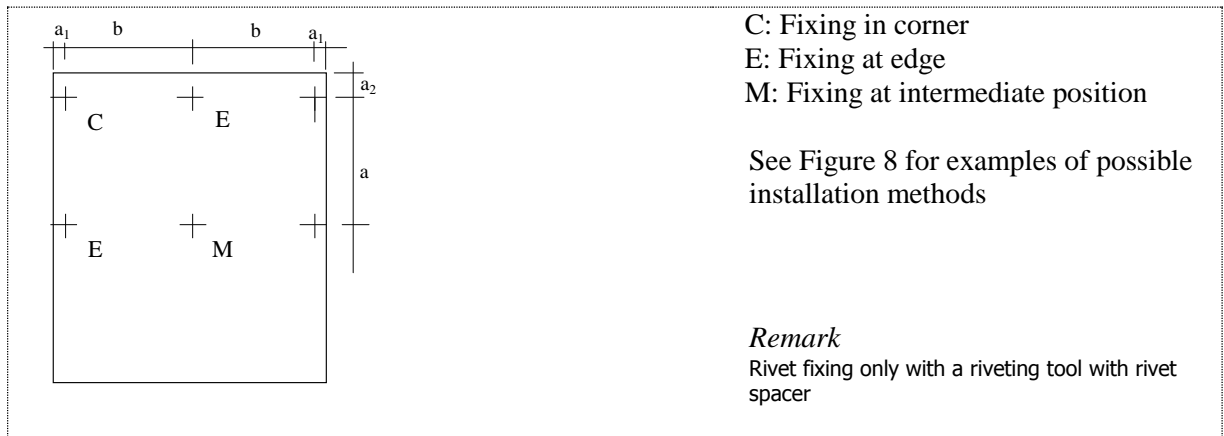 a₁ b b a₁
a₂
C E
a
E M
C: Fixing in corner
E: Fixing at edge
M: Fixing at intermediate position
See Figure 8 for examples of possible
installation methods
Remark
Rivet fixing only with a riveting tool with rivet
spacer